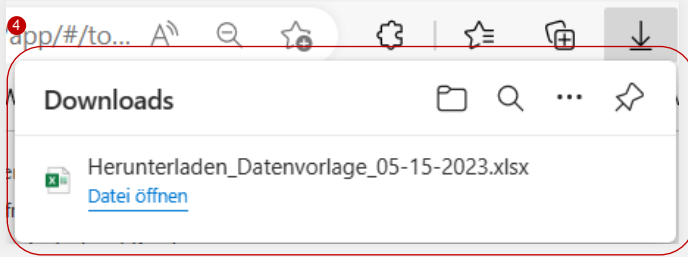 4
app/#/to...
Downloads
Herunterladen_Datenvorlage_05-15-2023.xlsx
Datei öffnen